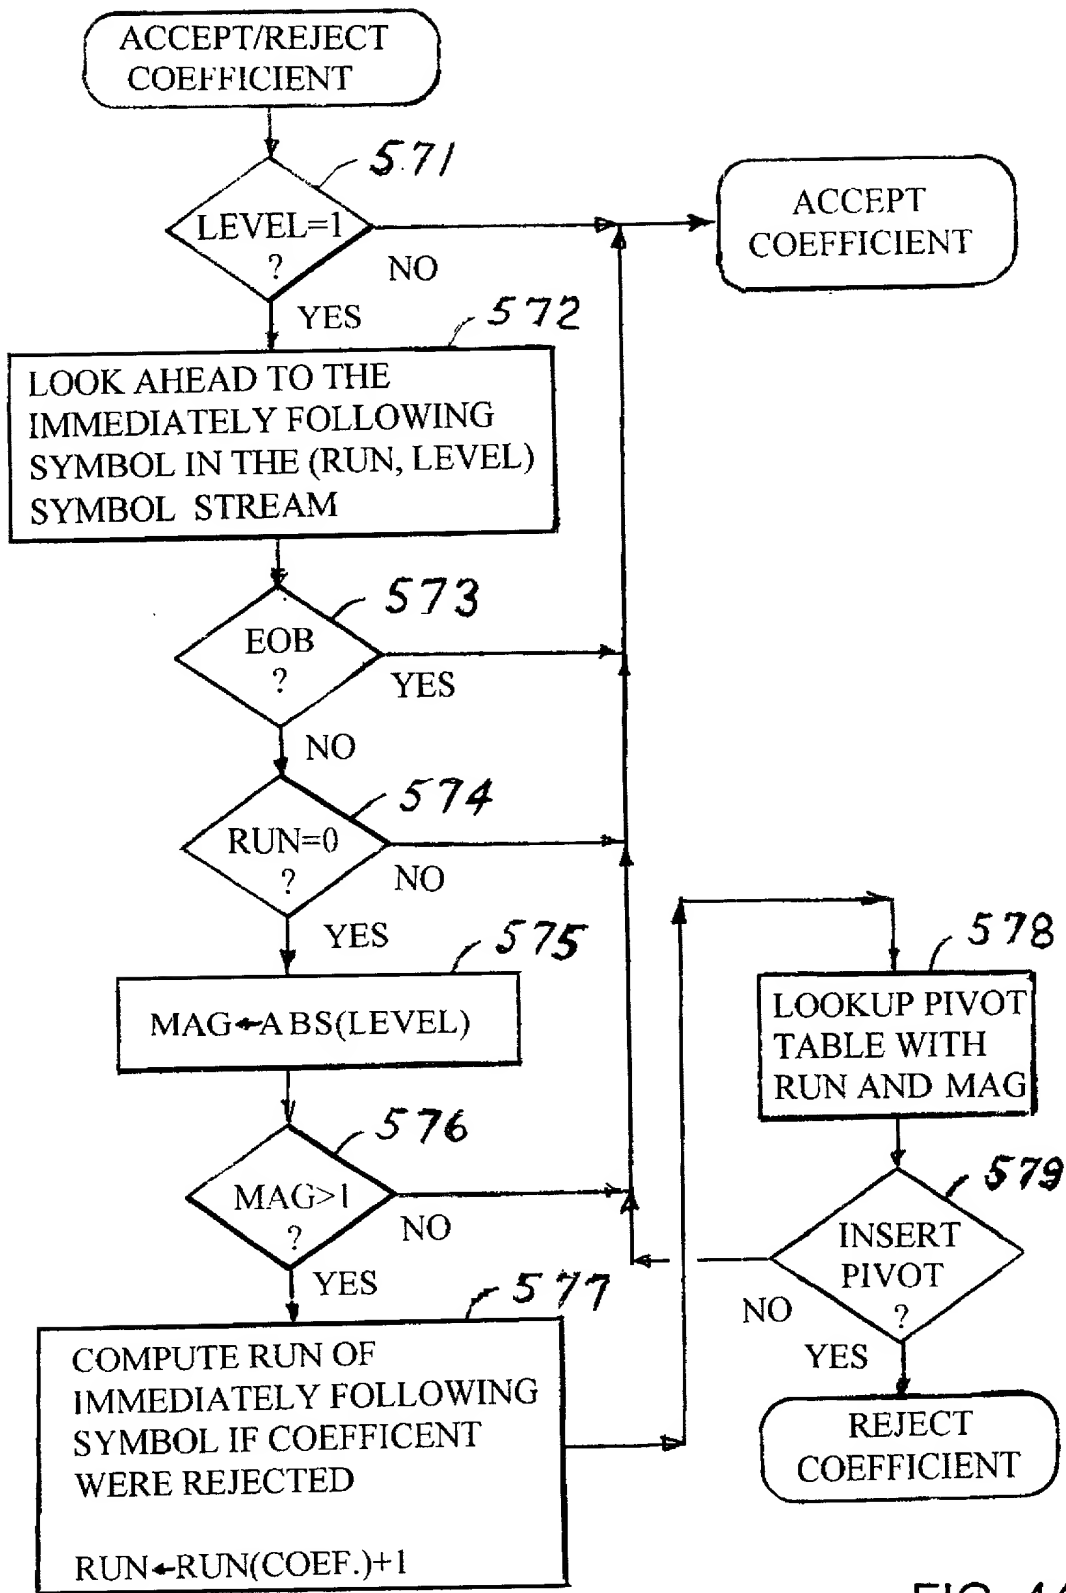 ACCEPT/REJECT
COEFFICIENT
571
LEVEL=1
?
NO
YES
ACCEPT
COEFFICIENT
572
LOOK AHEAD TO THE
IMMEDIATELY FOLLOWING
SYMBOL IN THE (RUN, LEVEL)
SYMBOL STREAM
573
EOB
?
YES
NO
574
RUN=0
?
NO
YES
575
MAG←ABS(LEVEL)
576
MAG>1
?
NO
YES
577
COMPUTE RUN OF
IMMEDIATELY FOLLOWING
SYMBOL IF COEFFICENT
WERE REJECTED
RUN←RUN(COEF.)+1
578
LOOKUP PIVOT
TABLE WITH
RUN AND MAG
579
INSERT
PIVOT
?
NO
YES
REJECT
COEFFICIENT